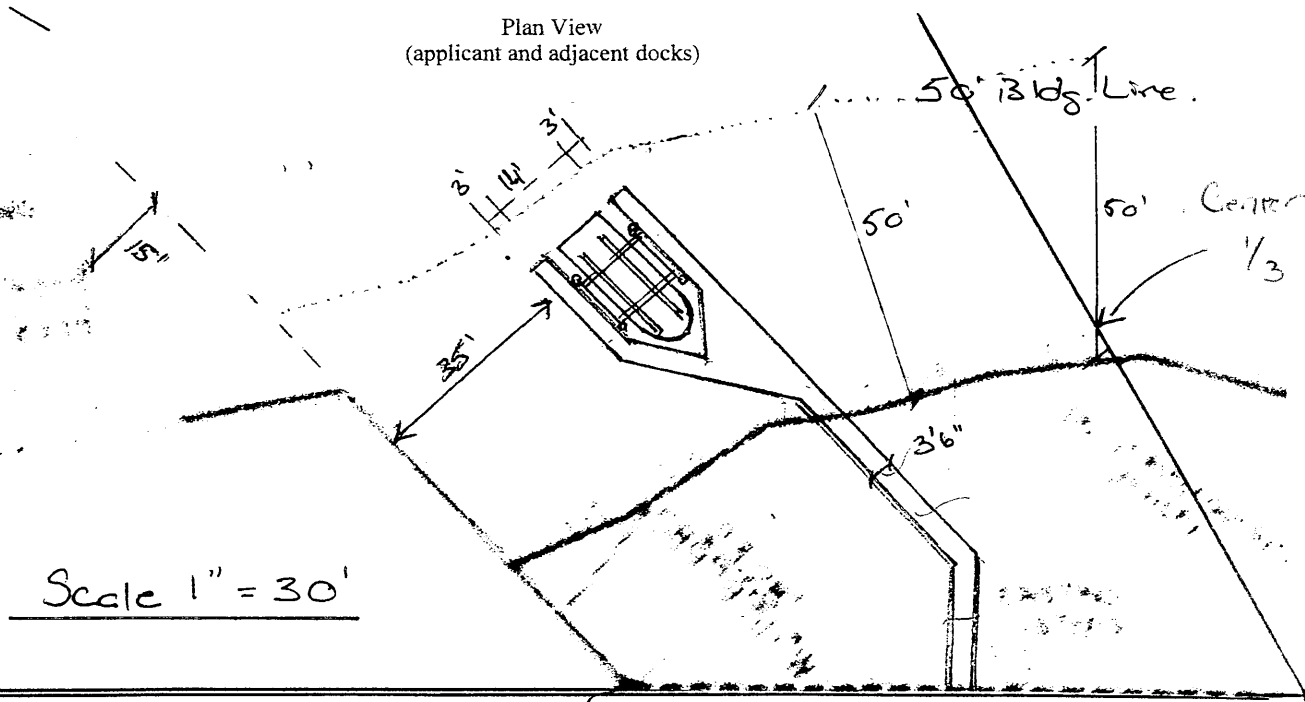 Plan View
(applicant and adjacent docks)
50' Bldg. Line.
3'
14'
3'
50'
50'
Center
1/3
15'
35'
3'6"
Scale 1" = 30'